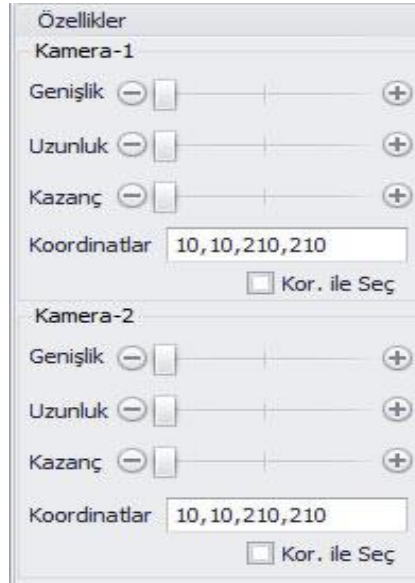 Özellikler
Kamera-1
Genişlik
Uzunluk
Kazanç
Koordinatlar 10,10,210,210
Kor. ile Seç
Kamera-2
Genişlik
Uzunluk
Kazanç
Koordinatlar 10,10,210,210
Kor. ile Seç